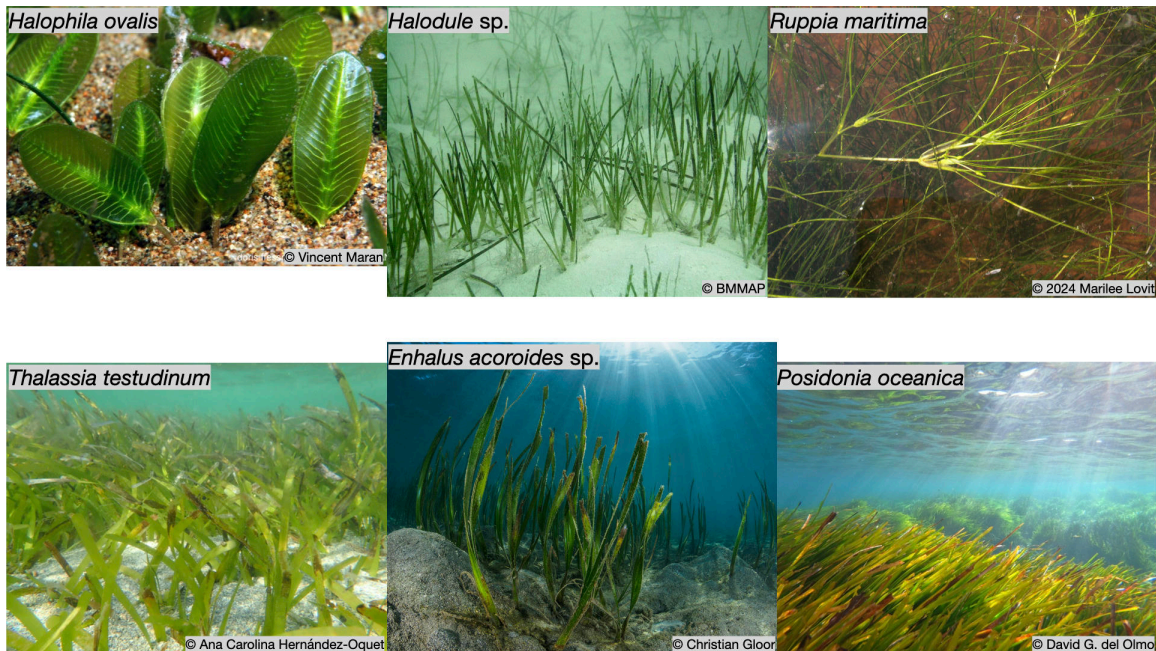 Halophila ovalis
Halodule sp.
Ruppia maritima
© Vincent Maran
© BMMAP
© 2024 Marilee Lovit
Thalassia testudinum
Enhalus acoroides sp.
Posidonia oceanica
© Ana Carolina Hernández-Oquet
© Christian Gloor
© David G. del Olmo